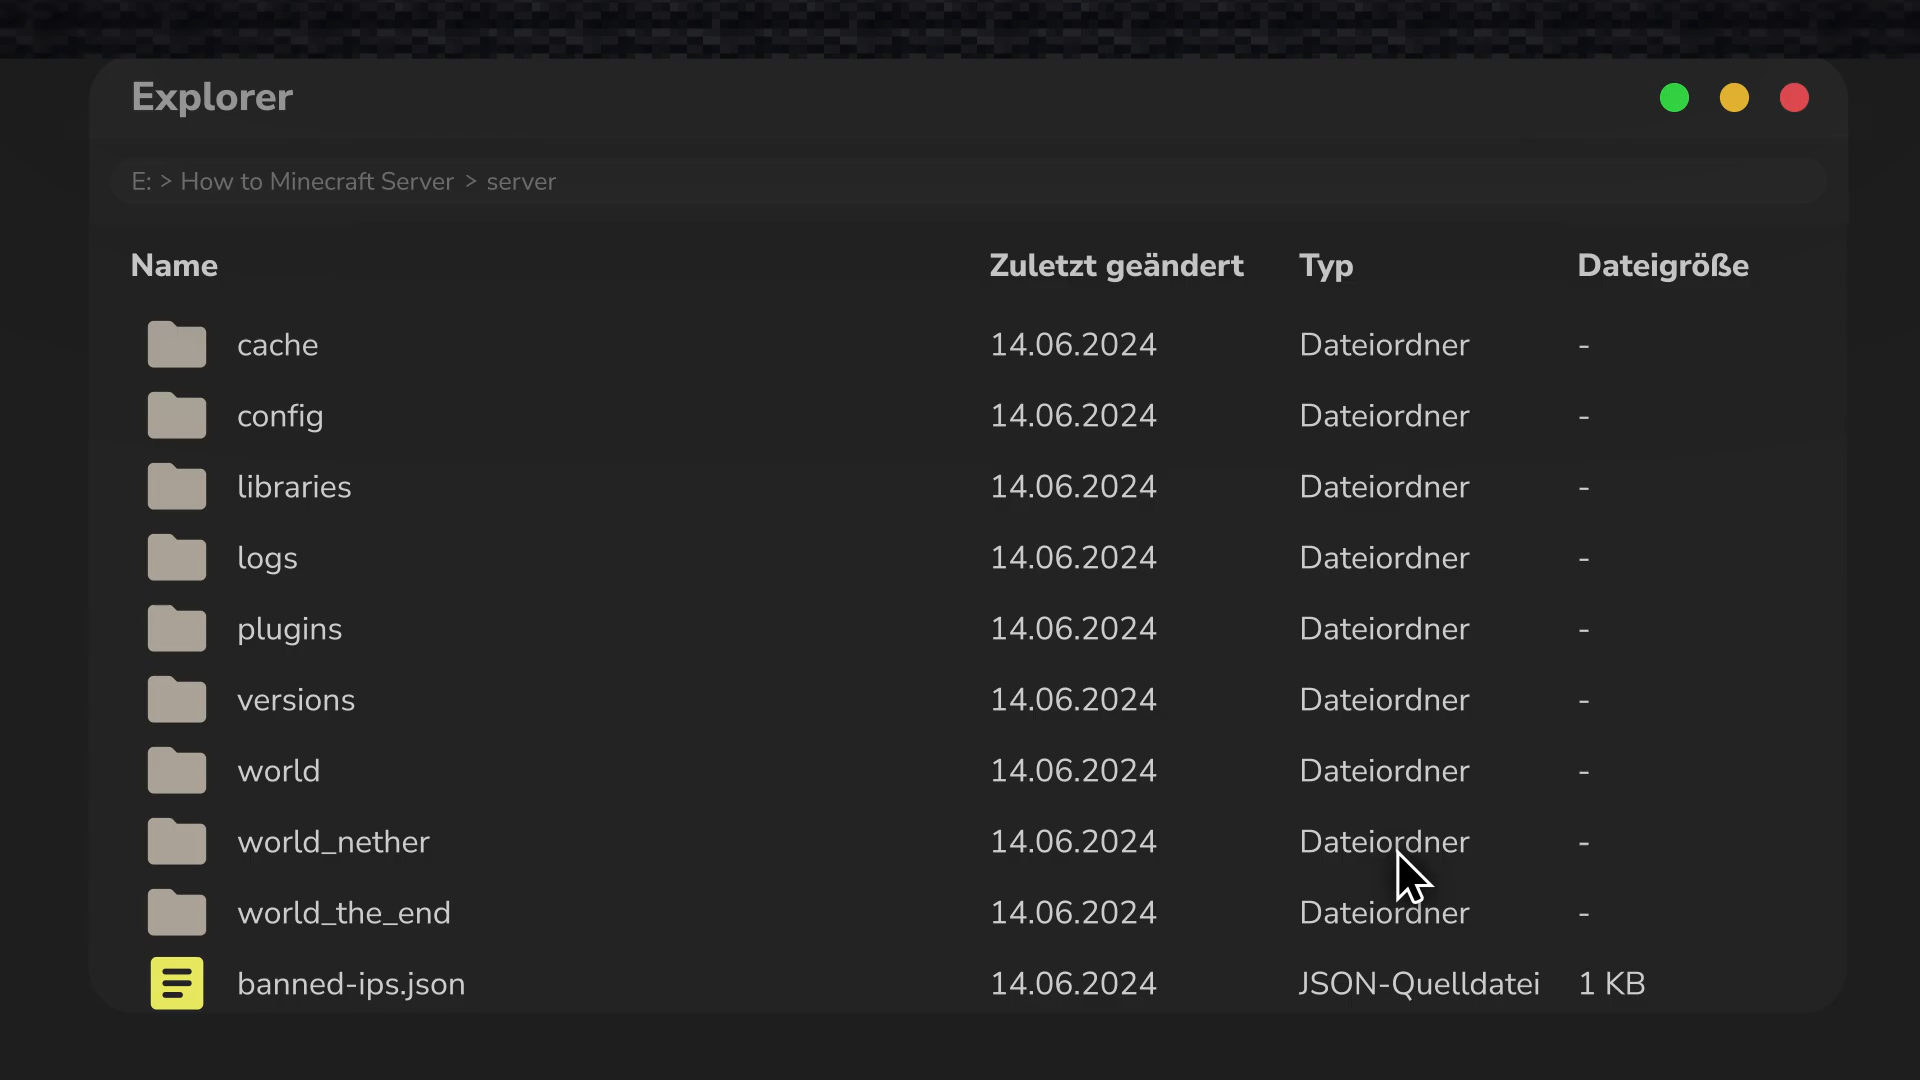 Explorer
E: > How to Minecraft Server > server
Name Zuletzt geändert Typ Dateigröße
cache 14.06.2024 Dateiordner -
config 14.06.2024 Dateiordner -
libraries 14.06.2024 Dateiordner -
logs 14.06.2024 Dateiordner -
plugins 14.06.2024 Dateiordner -
versions 14.06.2024 Dateiordner -
world 14.06.2024 Dateiordner -
world_nether 14.06.2024 Dateiordner -
world_the_end 14.06.2024 Dateiordner -
banned-ips.json 14.06.2024 JSON-Quelldatei 1 KB